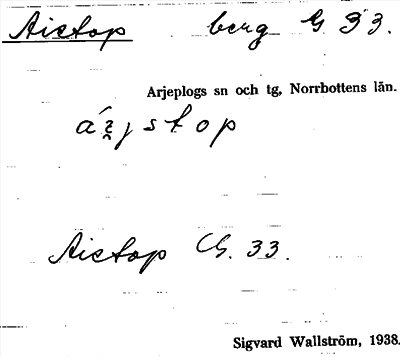 Aistop berg G 33.
Arjeplogs sn och tg, Norrbottens län.
Aistop G. 33.
Sigvard Wallström, 1938.